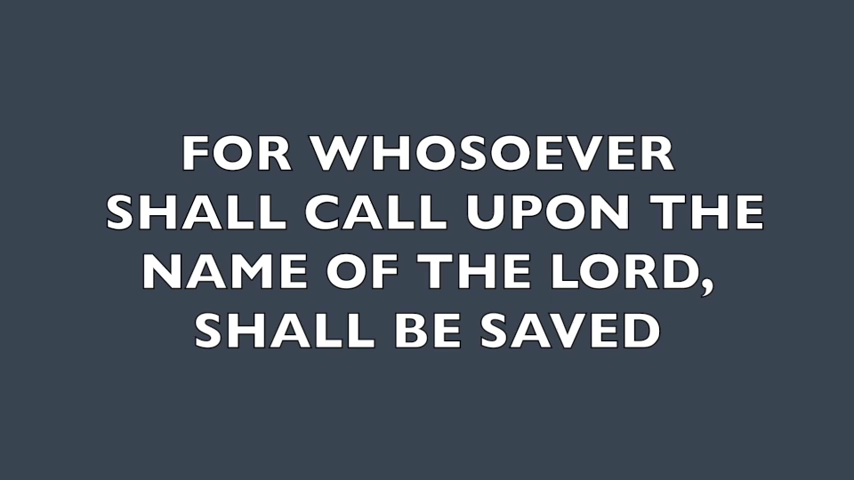 FOR WHOSOEVER
SHALL CALL UPON THE
NAME OF THE LORD,
SHALL BE SAVED